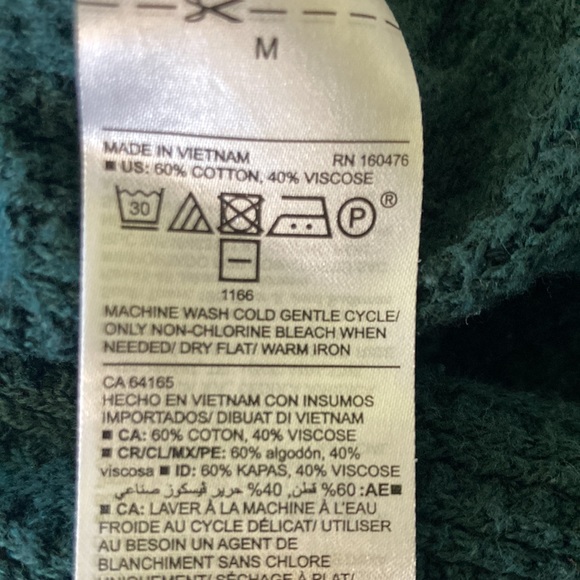 M
MADE IN VIETNAM RN 160476
■ US: 60% COTTON, 40% VISCOSE
30 P ®
1166
MACHINE WASH COLD GENTLE CYCLE/
ONLY NON-CHLORINE BLEACH WHEN
NEEDED/ DRY FLAT/ WARM IRON
CA 64165
HECHO EN VIETNAM CON INSUMOS
IMPORTADOS/ DIBUAT DI VIETNAM
■ CA: 60% COTON, 40% VISCOSE
■ CR/CL/MX/PE: 60% algodón, 40%
viscosa ■ ID: 60% KAPAS, 40% VISCOSE
■AE: 60% قطن, 40% حرير ڤيسكوز صناعي
■ CA: LAVER À LA MACHINE À L'EAU
FROIDE AU CYCLE DÉLICAT/ UTILISER
AU BESOIN UN AGENT DE
BLANCHIMENT SANS CHLORE
UNIQUEMENT/ SÉCHAGE À PLAT/